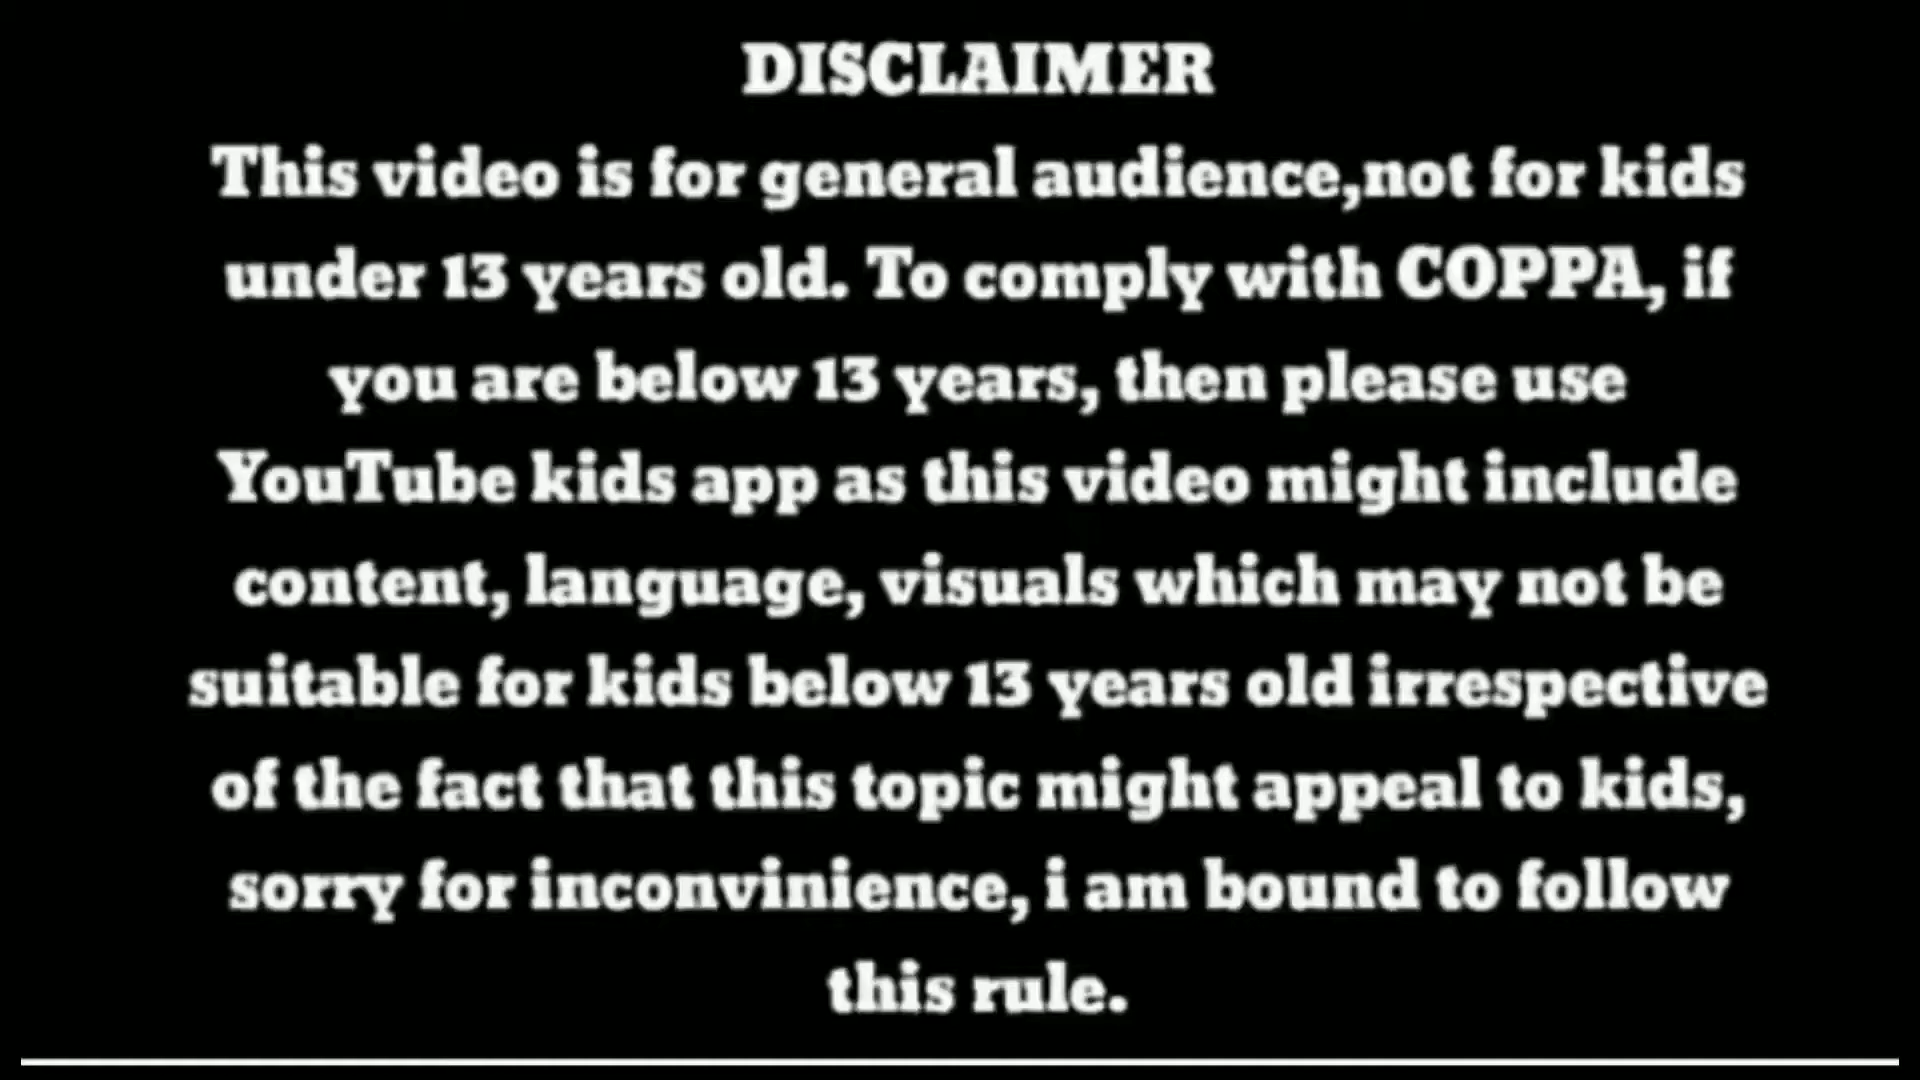 DISCLAIMER
This video is for general audience,not for kids
under 13 years old. To comply with COPPA, if
you are below 13 years, then please use
YouTube kids app as this video might include
content, language, visuals which may not be
suitable for kids below 13 years old irrespective
of the fact that this topic might appeal to kids,
sorry for inconvinience, i am bound to follow
this rule.